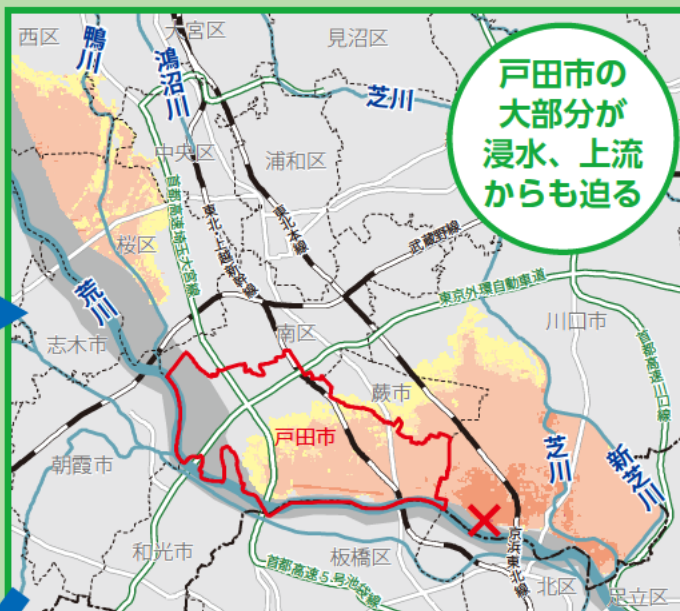 西区
大宮区
見沼区
鴨川
鴻沼川
芝川
戸田市の
大部分が
浸水、上流
からも迫る
中央区
浦和区
首都高速埼玉大宮線
東北・上越新幹線
東北本線
武蔵野線
桜区
荒川
東京外環自動車道
志木市
南区
川口市
首都高速川口線
蕨市
戸田市
朝霞市
芝川
新芝川
和光市
板橋区
京浜東北線
首都高速5号池袋線
北区
足立区